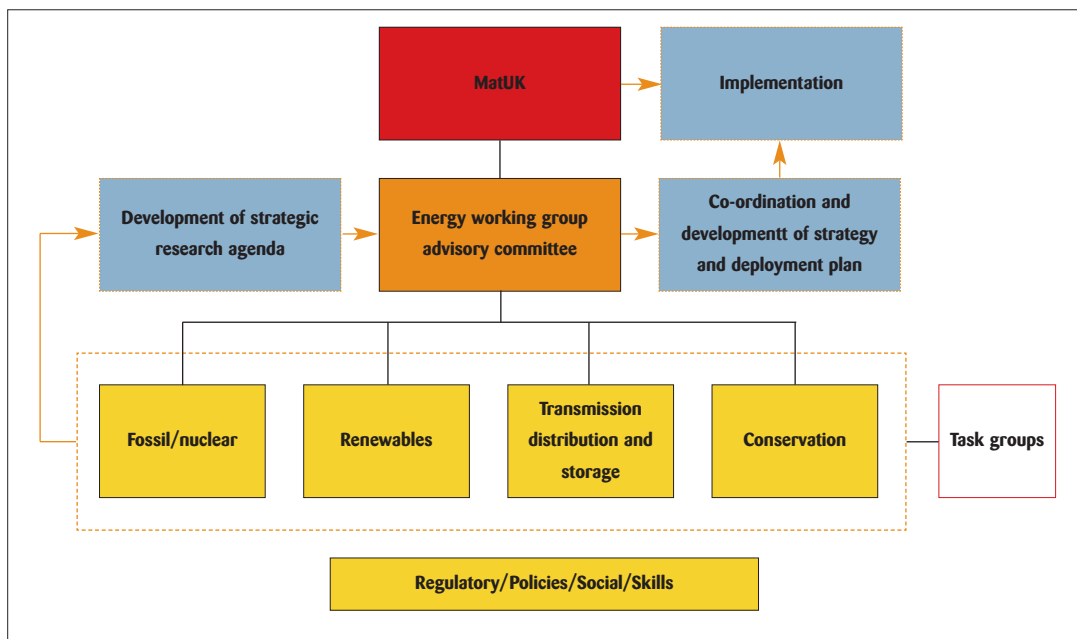 MatUK
Implementation
Development of strategic
research agenda
Energy working group
advisory committee
Co-ordination and
developmentt of strategy
and deployment plan
Fossil/nuclear
Renewables
Transmission
distribution and
storage
Conservation
Task groups
Regulatory/Policies/Social/Skills